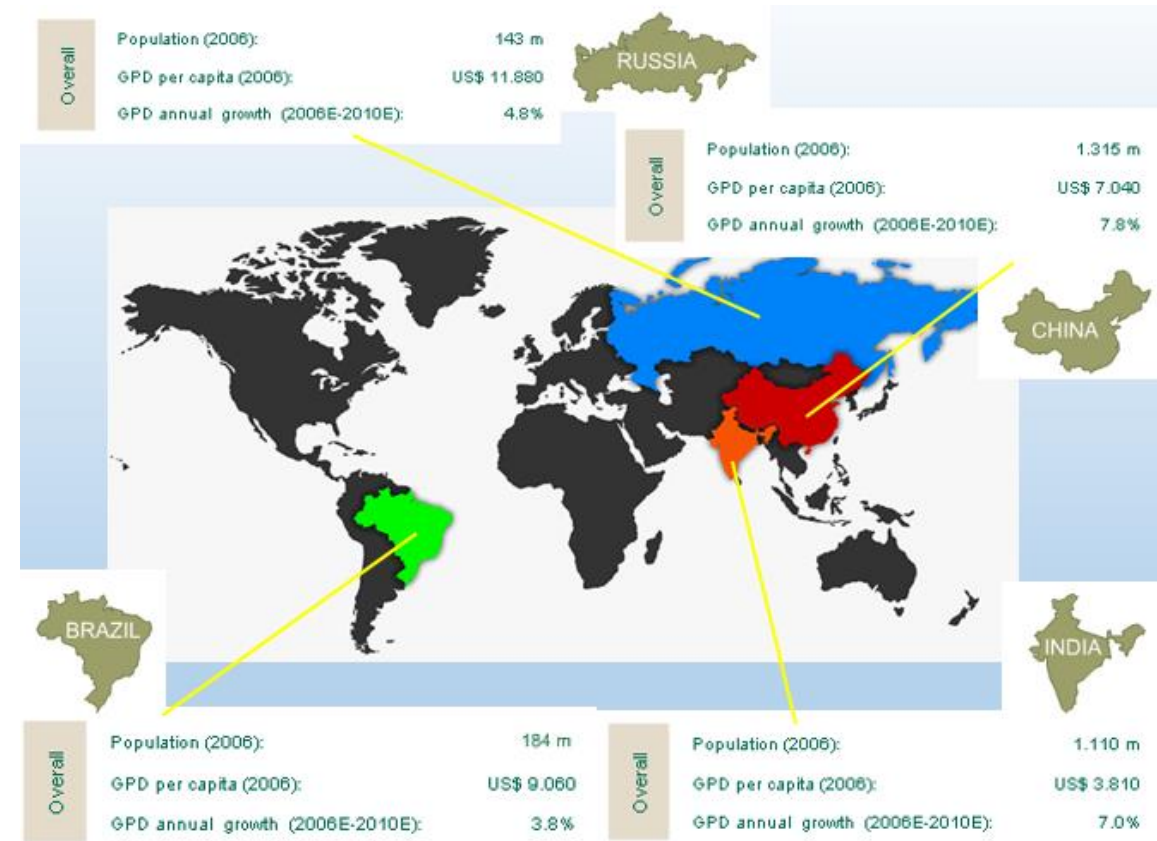 Overall
Population (2006): 143 m
GPD per capita (2006): US$ 11.880
GPD annual growth (2006E-2010E): 4.8%
RUSSIA
Overall
Population (2006): 1.315 m
GPD per capita (2006): US$ 7.040
GPD annual growth (2006E-2010E): 7.8%
CHINA
BRAZIL
Overall
Population (2006): 184 m
GPD per capita (2006): US$ 9.060
GPD annual growth (2006E-2010E): 3.8%
INDIA
Overall
Population (2006): 1.110 m
GPD per capita (2006): US$ 3.810
GPD annual growth (2006E-2010E): 7.0%